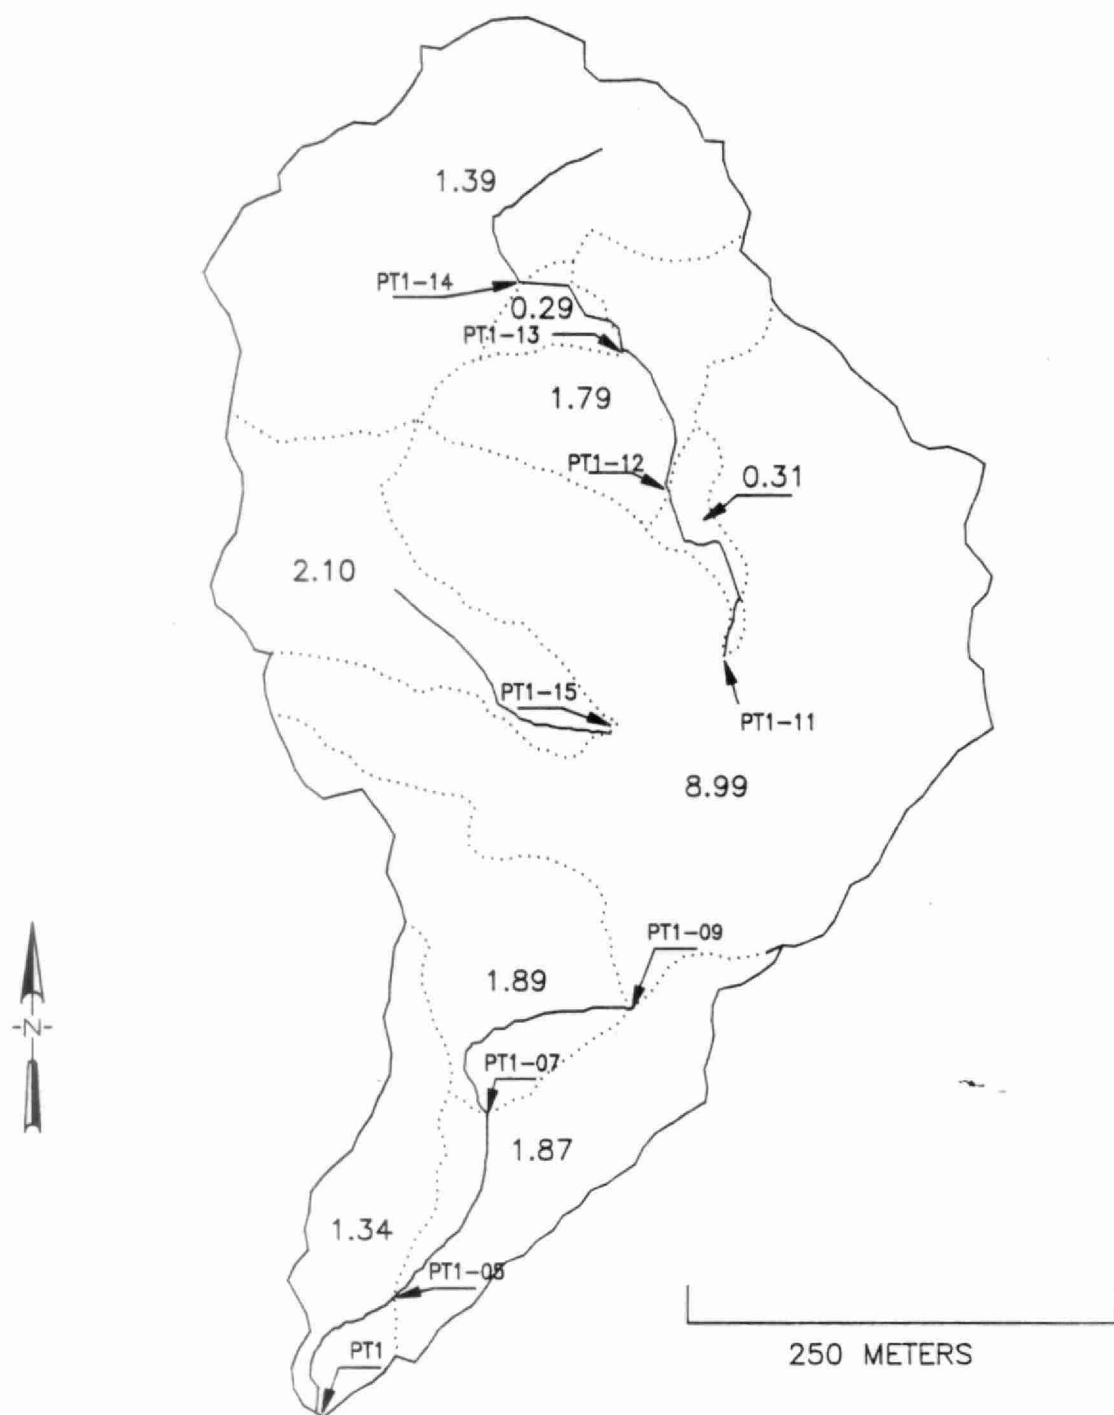 1.39
PT1-14
0.29
PT1-13
1.79
PT1-12
0.31
2.10
PT1-15
PT1-11
8.99
PT1-09
1.89
-N-
PT1-07
1.87
1.34
PT1-05
PT1
250 METERS